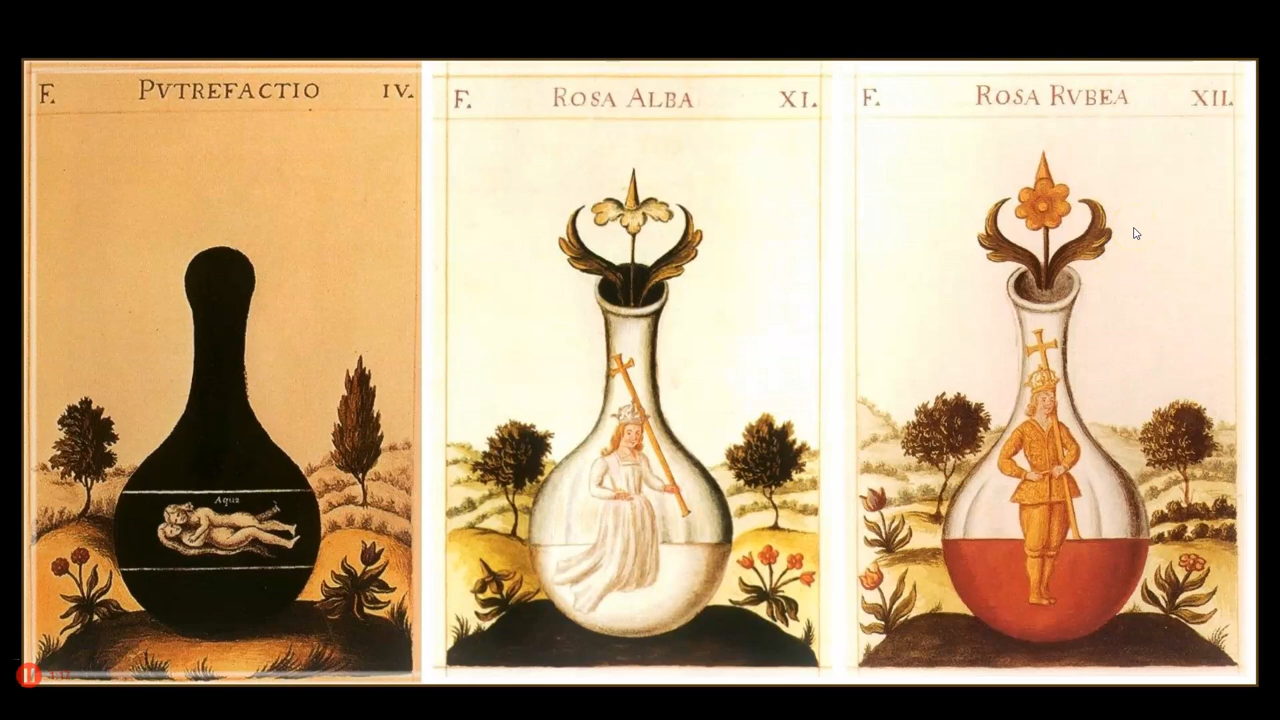 F. PVTREFACTIO IV.
Aqua
F. ROSA ALBA XI.
F. ROSA RVBEA XII.